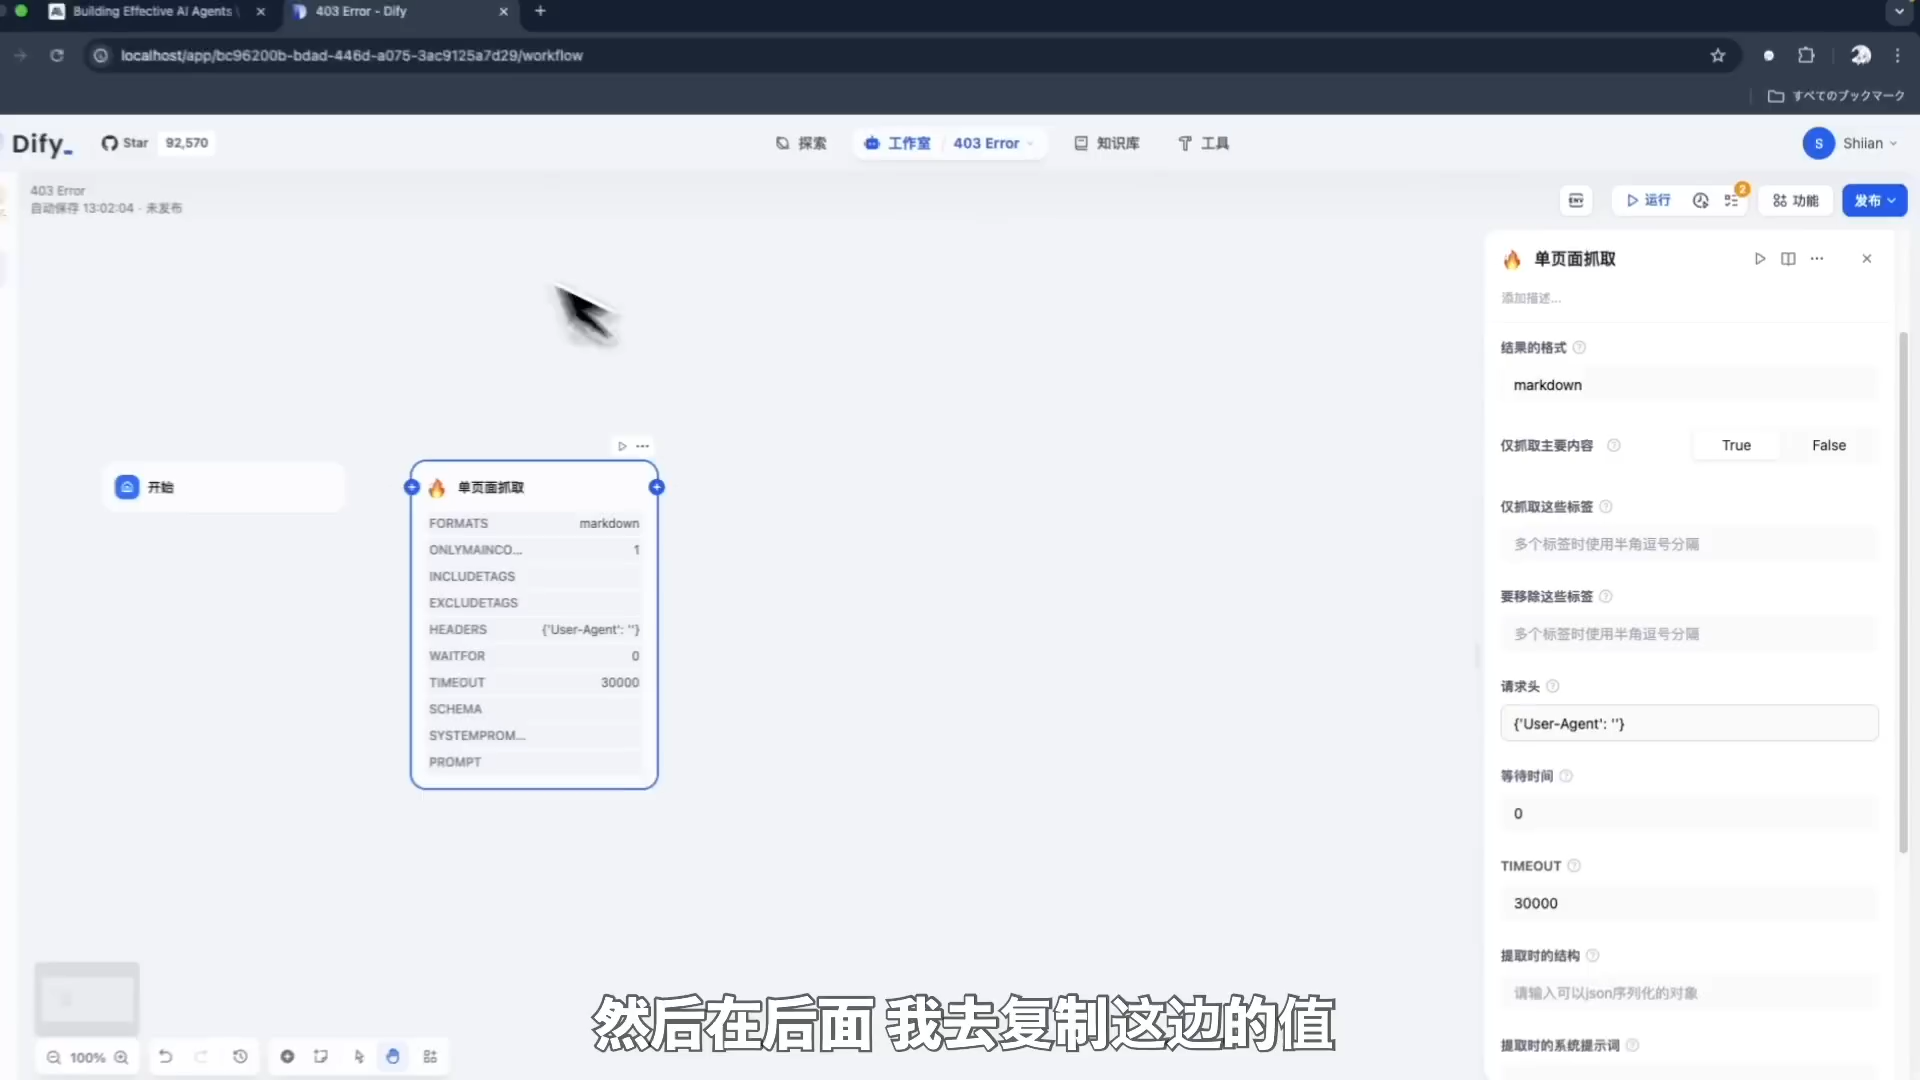 Building Effective AI Agents
403 Error - Dify
localhost/app/bc96200b-bdad-446d-a075-3ac9125a7d29/workflow
すべてのブックマーク
Dify_
Star 92,570
探索
工作室 / 403 Error
知识库
工具
S Shiian
403 Error
自动保存 13:02:04 · 未发布
ENV
运行
2
功能
发布
单页面抓取
添加描述...
结果的格式
markdown
仅抓取主要内容 True False
仅抓取这些标签
多个标签时使用半角逗号分隔
要移除这些标签
多个标签时使用半角逗号分隔
请求头
{'User-Agent': ''}
等待时间
0
TIMEOUT
30000
提取时的结构
请输入可以json序列化的对象
提取时的系统提示词
开始
单页面抓取
FORMATS markdown
ONLYMAINCO... 1
INCLUDETAGS
EXCLUDETAGS
HEADERS {'User-Agent': ''}
WAITFOR 0
TIMEOUT 30000
SCHEMA
SYSTEMPROM...
PROMPT
100%
然后在后面 我去复制这边的值